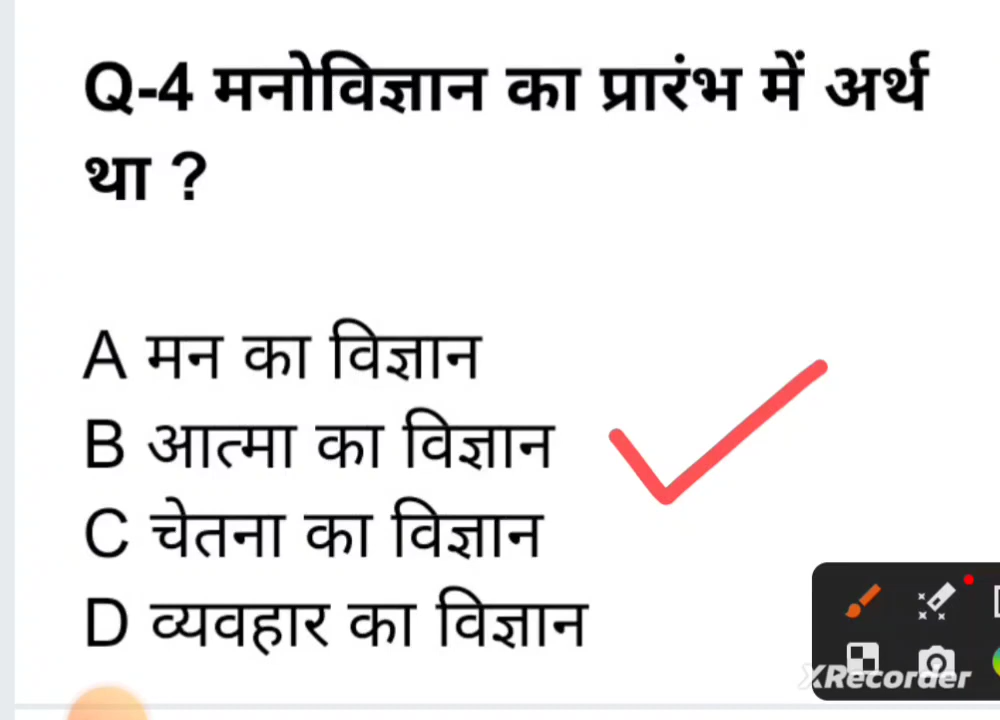 Q-4 मनोविज्ञान का प्रारंभ में अर्थ
था ?
A मन का विज्ञान
B आत्मा का विज्ञान
C चेतना का विज्ञान
D व्यवहार का विज्ञान
XRecorder